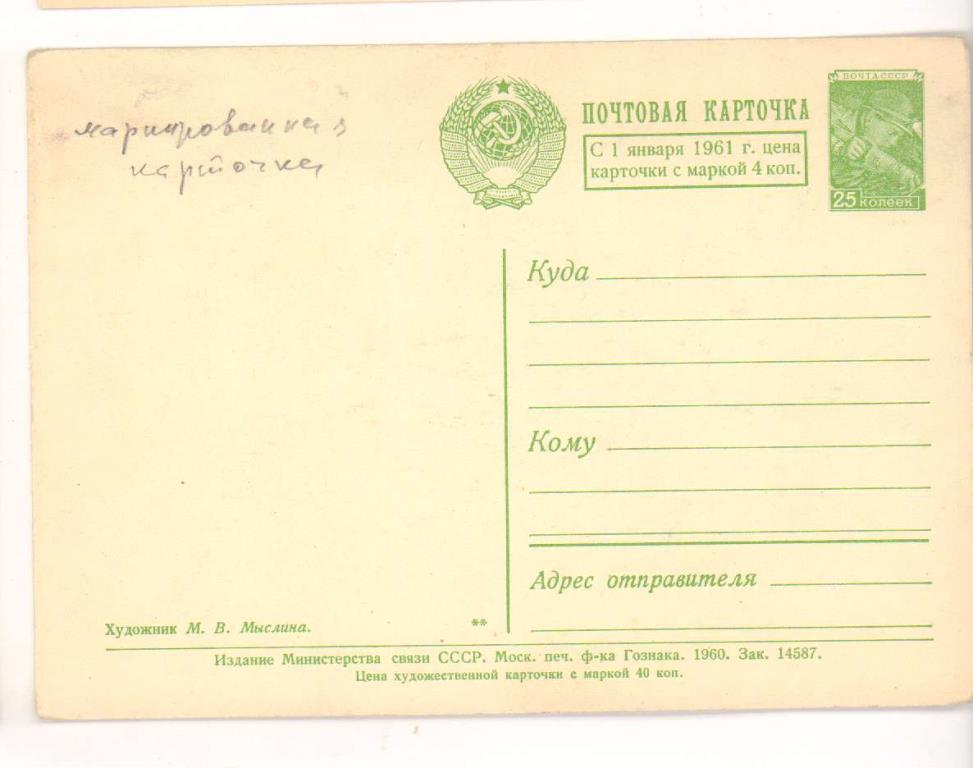 маркированная
карточка
ПОЧТОВАЯ КАРТОЧКА
С 1 января 1961 г. цена
карточки с маркой 4 коп.
ПОЧТА СССР
25 КОПЕЕК
Куда
Кому
Адрес отправителя
Художник М. В. Мыслина.
**
Издание Министерства связи СССР. Моск. печ. ф-ка Гознака. 1960. Зак. 14587.
Цена художественной карточки с маркой 40 коп.